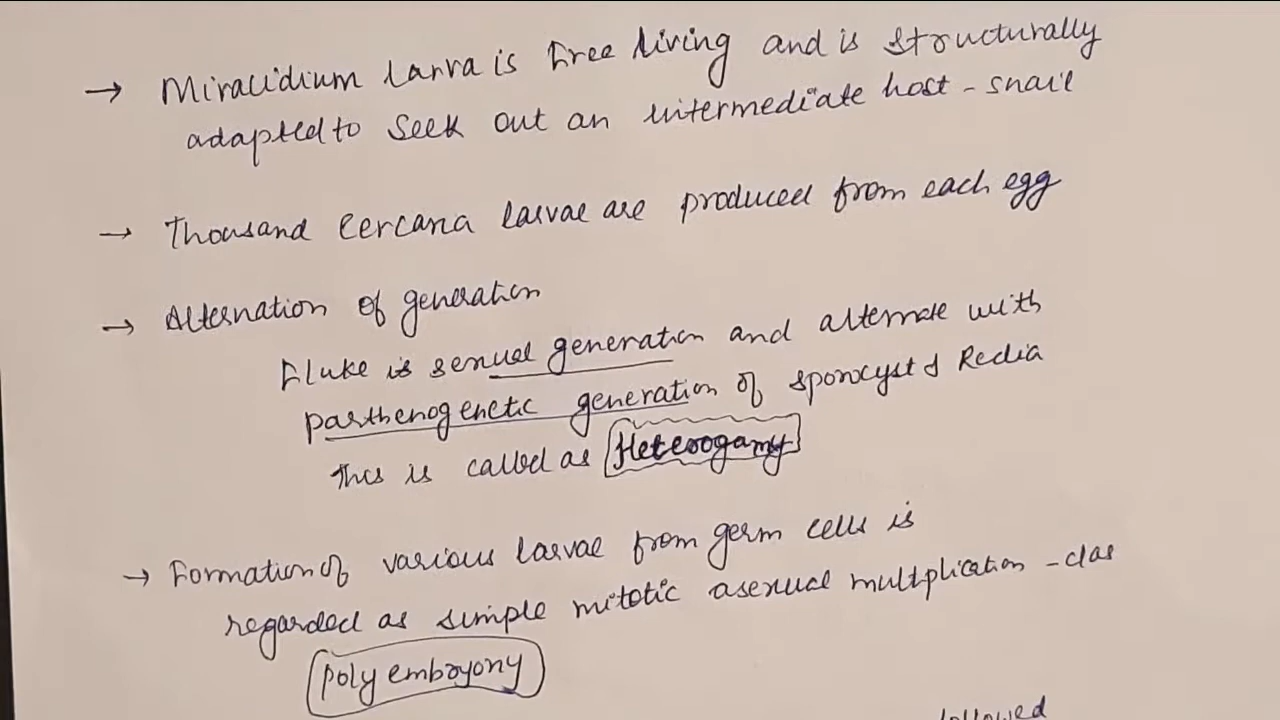 → Miracidium larva is free living and is structurally
adapted to seek out an intermediate host - snail
→ Thousand Cercaria larvae are produced from each egg
→ Alternation of generation
Fluke is sexual generation and alternate with
parthenogenetic generation of sporocyst & Redia
This is called as Heterogamy
→ Formation of various larvae from germ cells is
regarded as simple mitotic asexual multplication -
poly embryony
followed